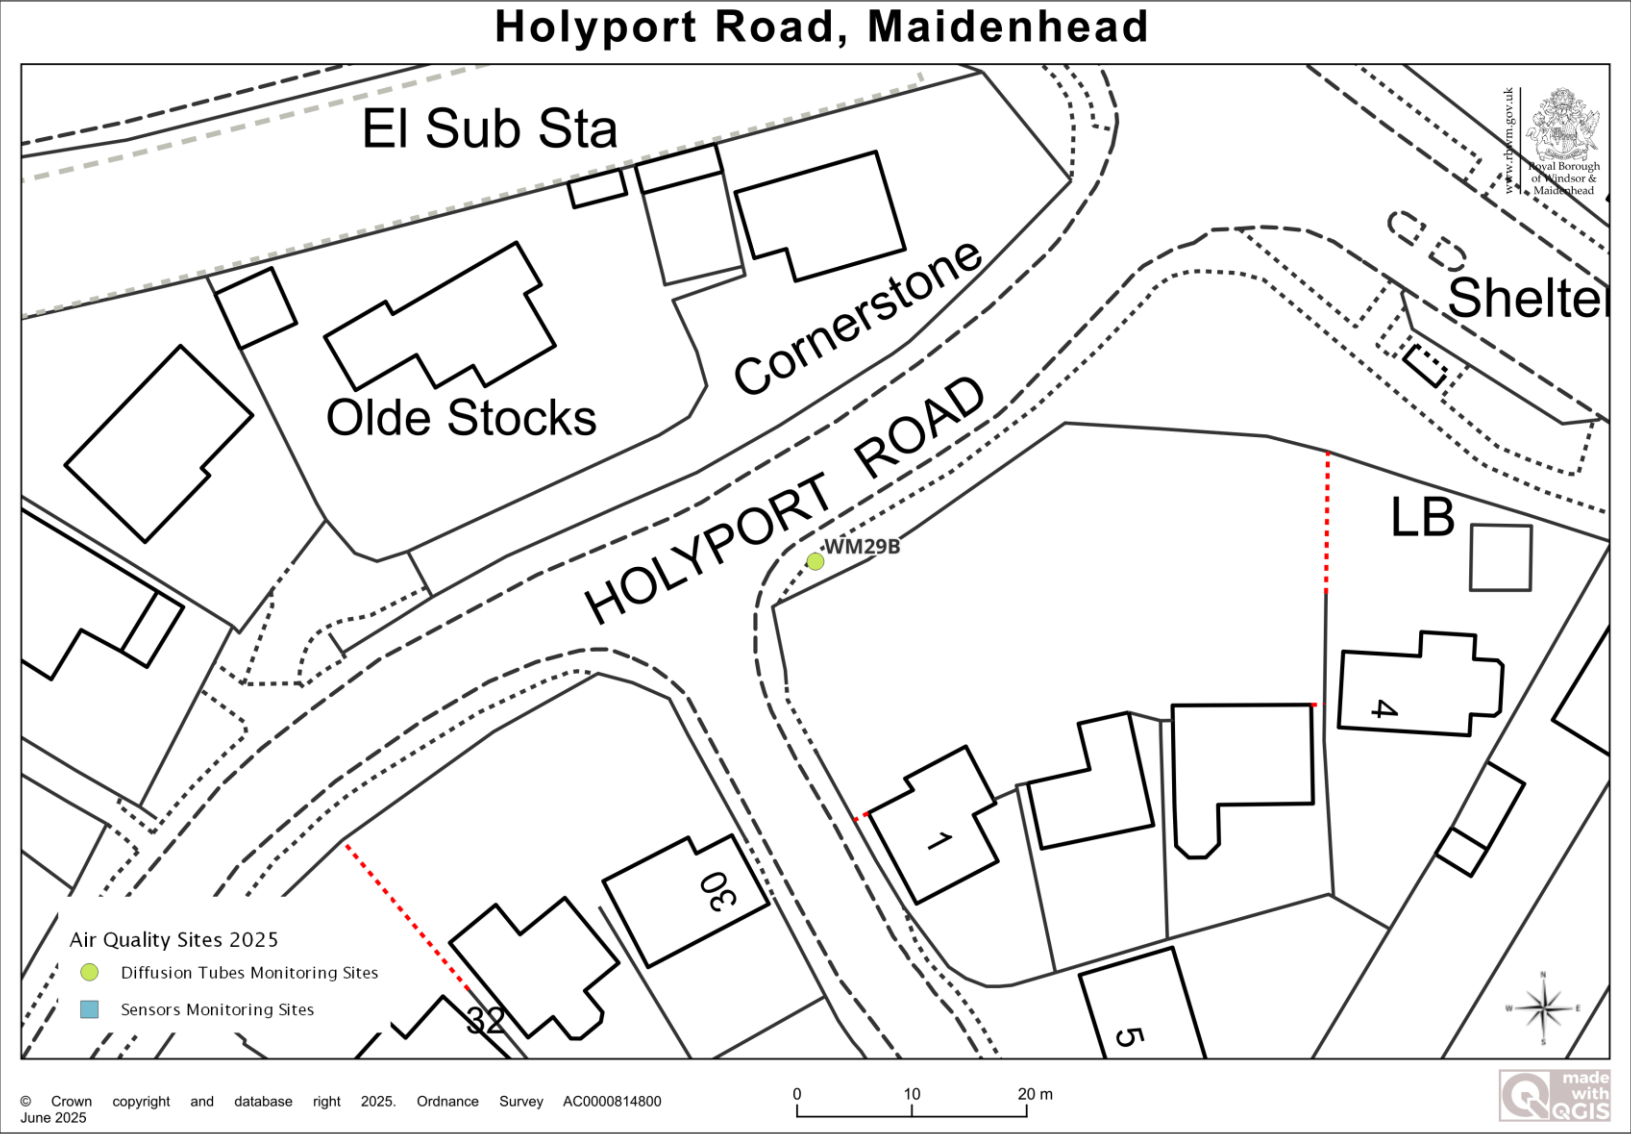 Holyport Road, Maidenhead
www.rbwm.gov.uk
Royal Borough
of Windsor &
Maidenhead
El Sub Sta
Cornerstone
Shelter
Olde Stocks
HOLYPORT ROAD
LB
WM29B
4
1
30
32
5
Air Quality Sites 2025
Diffusion Tubes Monitoring Sites
Sensors Monitoring Sites
N
W
E
S
© Crown copyright and database right 2025. Ordnance Survey AC0000814800
June 2025
0 10 20 m
made
with
QGIS